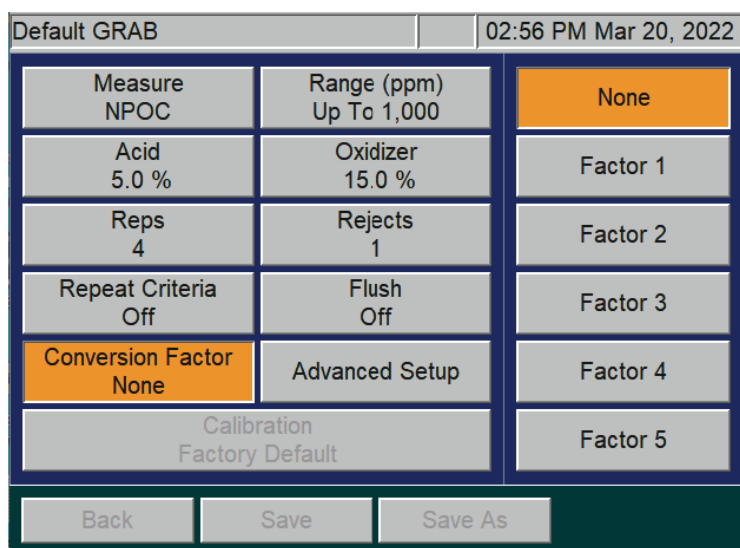 Default GRAB
02:56 PM Mar 20, 2022
Measure
NPOC
Range (ppm)
Up To 1,000
None
Acid
5.0 %
Oxidizer
15.0 %
Factor 1
Reps
4
Rejects
1
Factor 2
Repeat Criteria
Off
Flush
Off
Factor 3
Conversion Factor
None
Advanced Setup
Factor 4
Calibration
Factory Default
Factor 5
Back
Save
Save As